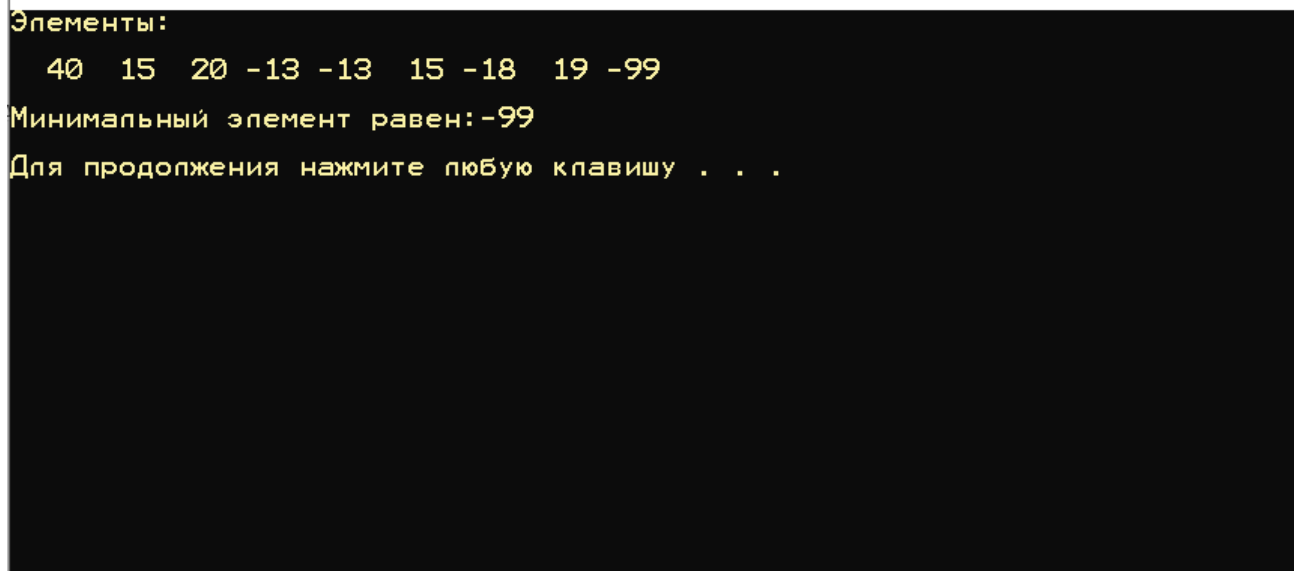 Элементы:
40 15 20 -13 -13 15 -18 19 -99
Минимальный элемент равен:-99
Для продолжения нажмите любую клавишу . . .